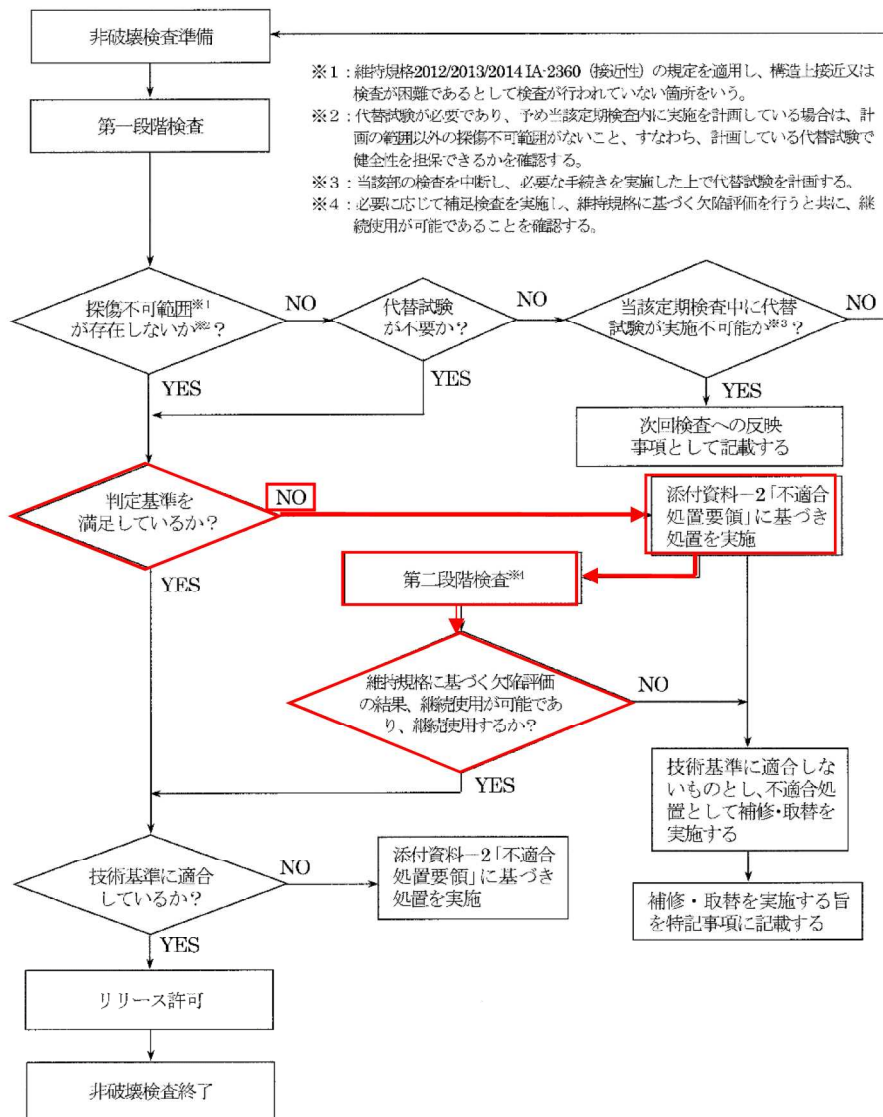 非破壊検査準備
※1：維持規格2012/2013/2014 IA-2360（接近性）の規定を適用し、構造上接近又は
検査が困難であるとして検査が行われていない箇所をいう。
※2：代替試験が必要であり、予め当該定期検査内に実施を計画している場合は、計
画の範囲以外の探傷不可範囲がないこと、すなわち、計画している代替試験で
健全性を担保できるかを確認する。
※3：当該部の検査を中断し、必要な手続きを実施した上で代替試験を計画する。
※4：必要に応じて補足検査を実施し、維持規格に基づく欠陥評価を行うと共に、継
続使用が可能であることを確認する。
第一段階検査
探傷不可範囲※1
が存在しないか※2？
NO
代替試験
が不要か？
NO
当該定期検査中に代替
試験が実施不可能か※3？
NO
YES
YES
YES
次回検査への反映
事項として記載する
判定基準を
満足しているか？
NO
添付資料－2「不適合
処置要領」に基づき
処置を実施
YES
第二段階検査※4
維持規格に基づく欠陥評価
の結果、継続使用が可能であ
り、継続使用するか？
NO
YES
技術基準に適合しな
いものとし、不適合処
置として補修・取替を
実施する
技術基準に適合
しているか？
NO
添付資料－2「不適合
処置要領」に基づき
処置を実施
補修・取替を実施する旨
を特記事項に記載する
YES
リリース許可
非破壊検査終了